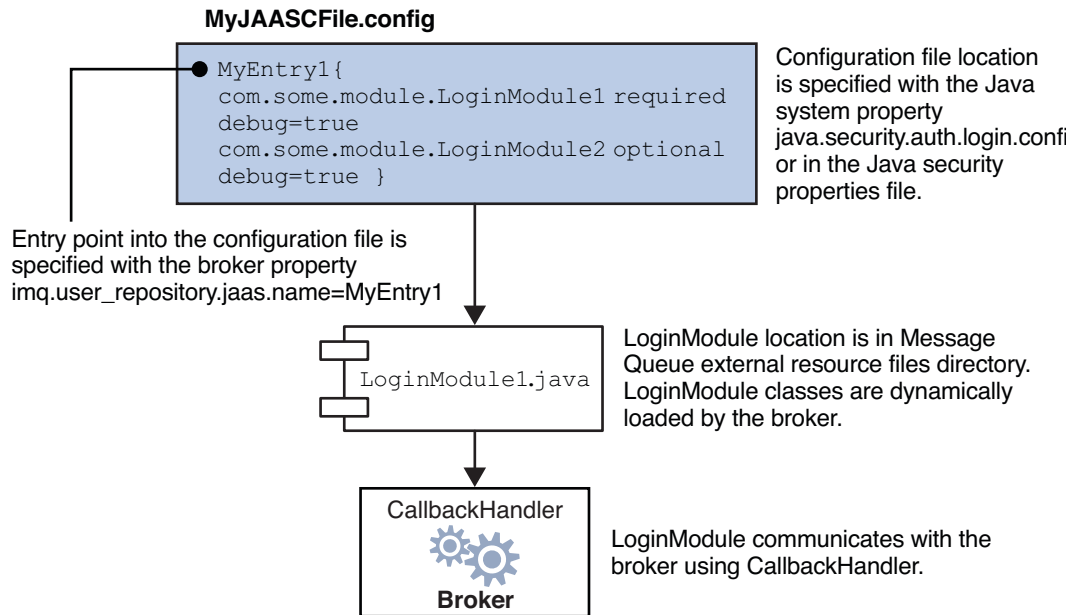 MyJAASCFile.config
MyEntry1{
com.some.module.LoginModule1 required
debug=true
com.some.module.LoginModule2 optional
debug=true }
Configuration file location
is specified with the Java
system property
java.security.auth.login.confi
or in the Java security
properties file.
Entry point into the configuration file is
specified with the broker property
imq.user_repository.jaas.name=MyEntry1
LoginModule1.java
LoginModule location is in Message
Queue external resource files directory.
LoginModule classes are dynamically
loaded by the broker.
CallbackHandler
Broker
LoginModule communicates with the
broker using CallbackHandler.